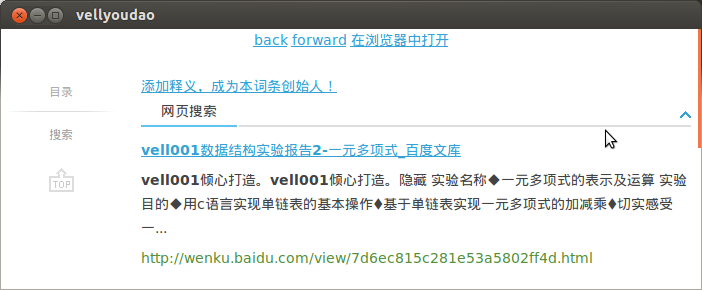 vellyoudao
back forward 在浏览器中打开
添加释义，成为本词条创始人！
目录
网页搜索
搜索
vell001数据结构实验报告2-一元多项式_百度文库
TOP
vell001倾心打造。vell001倾心打造。隐藏 实验名称◆一元多项式的表示及运算 实验
目的◆用c语言实现单链表的基本操作♦基于单链表实现一元多项式的加减乘♦切实感受
一...
http://wenku.baidu.com/view/7d6ec815c281e53a5802ff4d.html